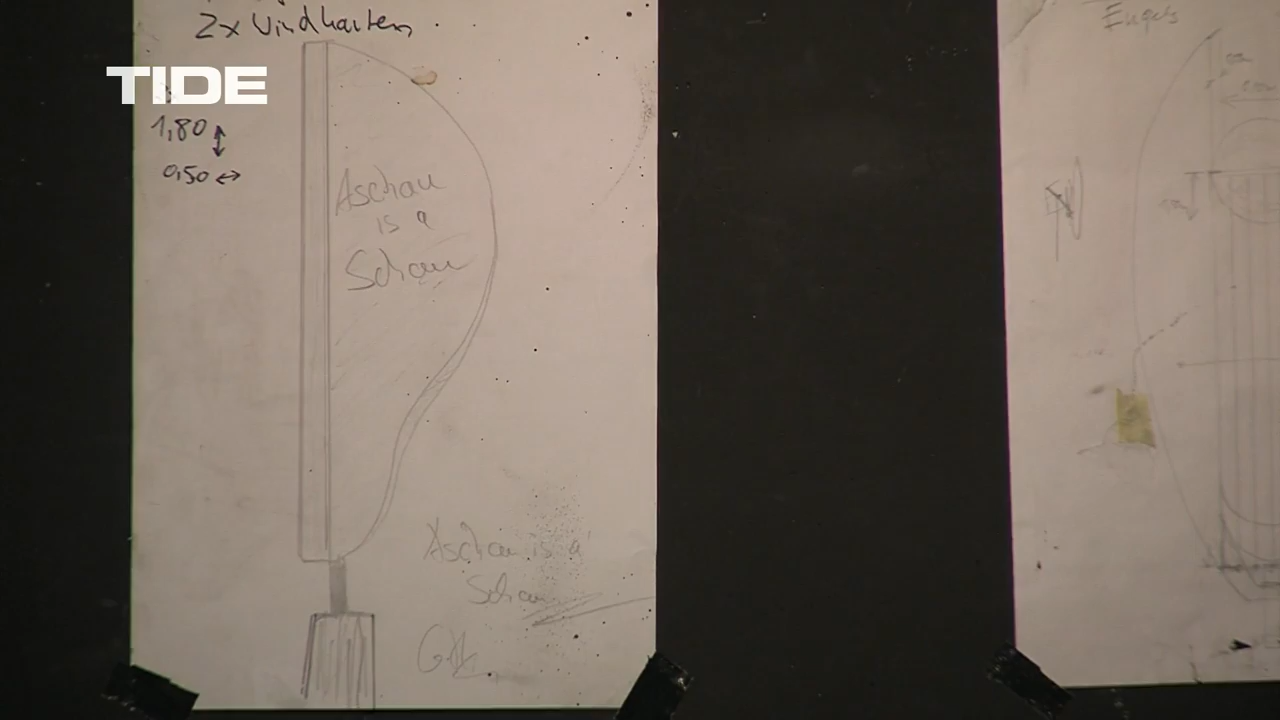 2x Windharfen
TIDE
1,80
0,50
Aschau
is a
Schau
Aschau is a
Schau
Engels